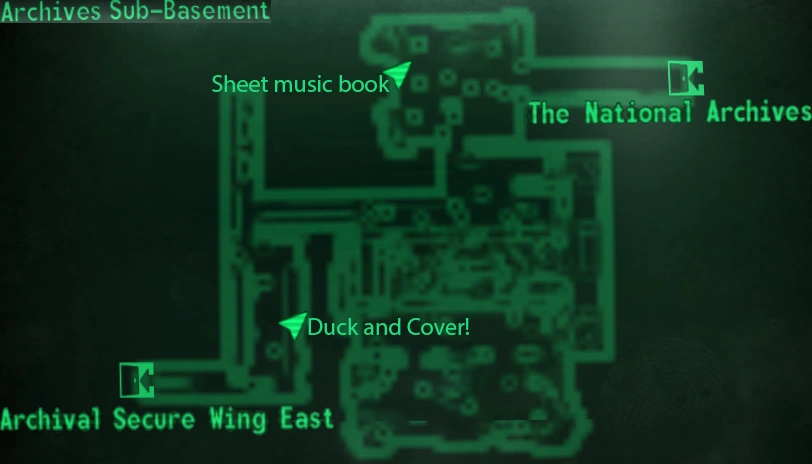 Archives Sub-Basement
Sheet music book
The National Archives
Duck and Cover!
Archival Secure Wing East